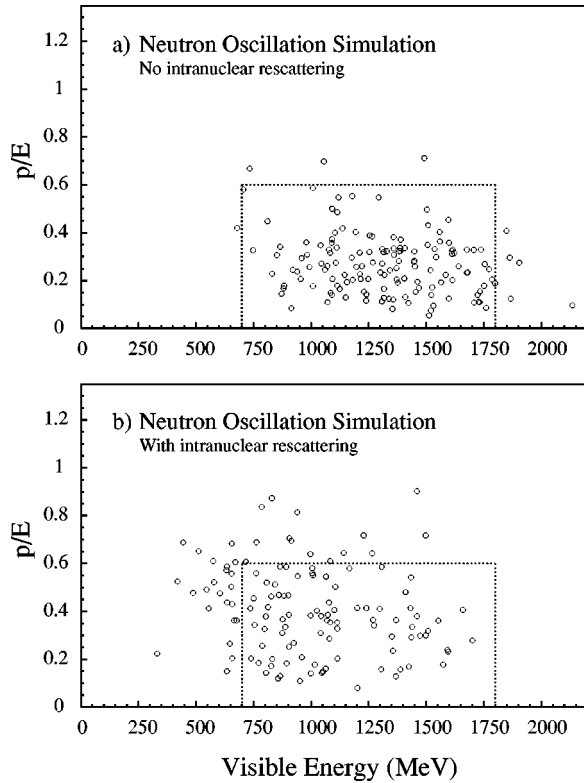 a) Neutron Oscillation Simulation
No intranuclear rescattering
p/E
1.2
1
0.8
0.6
0.4
0.2
0
0 250 500 750 1000 1250 1500 1750 2000
b) Neutron Oscillation Simulation
With intranuclear rescattering
p/E
1.2
1
0.8
0.6
0.4
0.2
0
0 250 500 750 1000 1250 1500 1750 2000
Visible Energy (MeV)